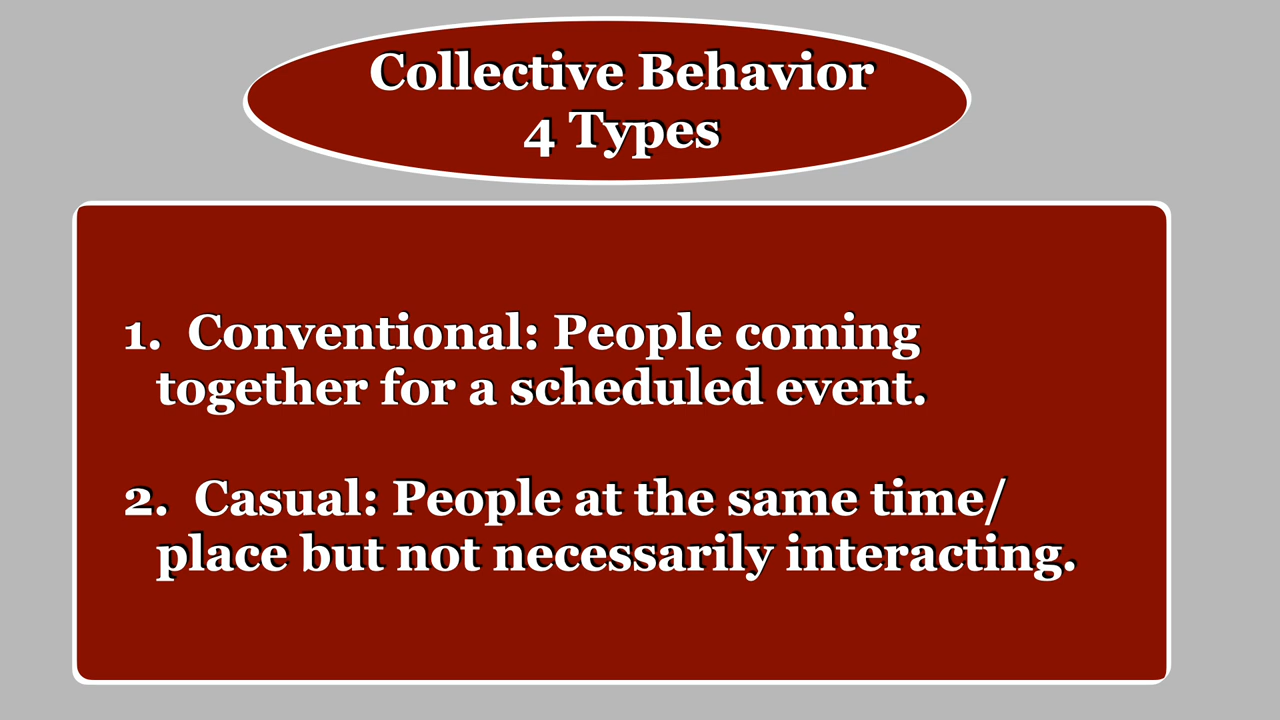 Collective Behavior
4 Types
1. Conventional: People coming
together for a scheduled event.
2. Casual: People at the same time/
place but not necessarily interacting.